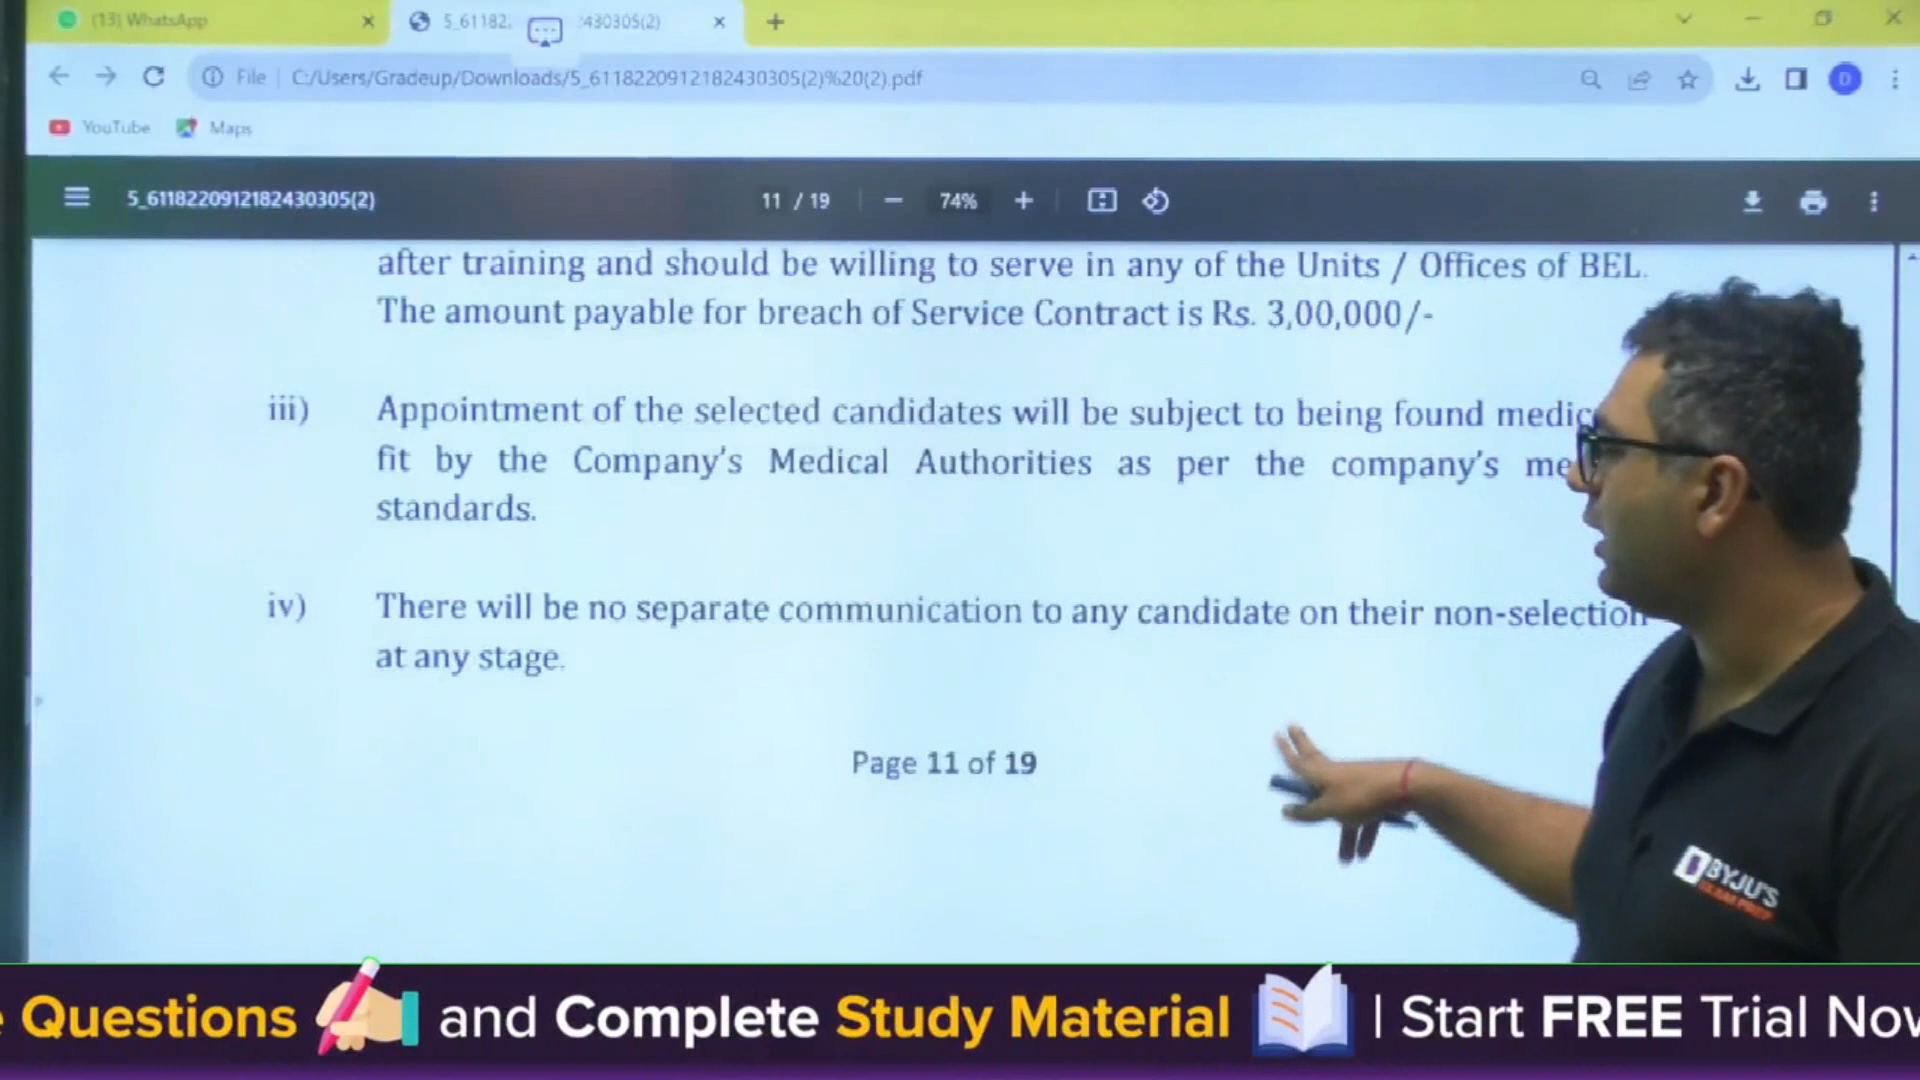 (13) WhatsApp
5_61182. 430305(2)
File | C:/Users/Gradeup/Downloads/5_6118220912182430305(2)%20(2).pdf
D
YouTube
Maps
5_6118220912182430305(2)
11 / 19
74%
after training and should be willing to serve in any of the Units / Offices of BEL.
The amount payable for breach of Service Contract is Rs. 3,00,000/-
iii) Appointment of the selected candidates will be subject to being found medic
fit by the Company's Medical Authorities as per the company's me
standards.
iv) There will be no separate communication to any candidate on their non-selection
at any stage.
Page 11 of 19
BYJU'S
EXAM PREP
Questions and Complete Study Material | Start FREE Trial Now